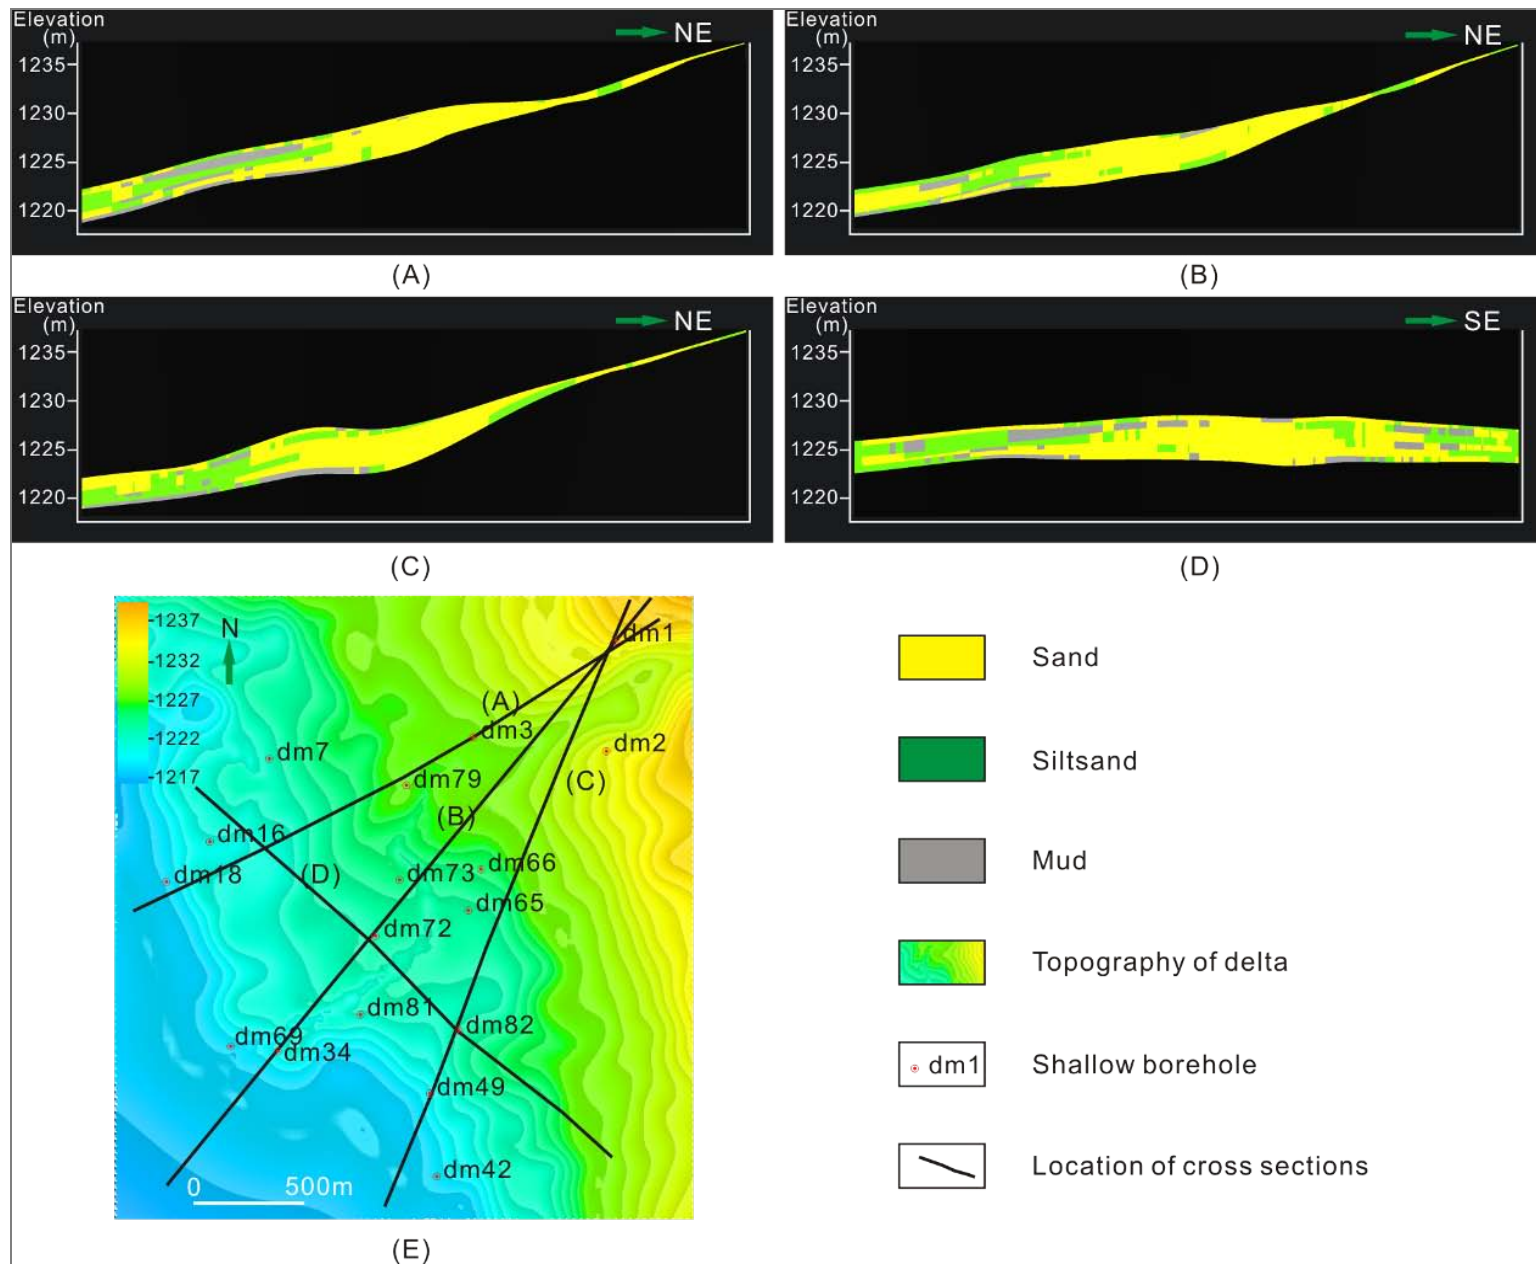 Elevation
(m)
NE
1235
1230
1225
1220
(A)
Elevation
(m)
NE
1235
1230
1225
1220
(B)
Elevation
(m)
NE
1235
1230
1225
1220
(C)
Elevation
(m)
SE
1235
1230
1225
1220
(D)
1237
1232
1227
1222
1217
N
dm1
(A)
dm3
dm2
dm7
dm79
(C)
(B)
dm16
dm18
(D)
dm73
dm66
dm65
dm72
dm81
dm82
dm69
dm34
dm49
dm42
0 500m
(E)
Sand
Siltsand
Mud
Topography of delta
dm1 Shallow borehole
Location of cross sections